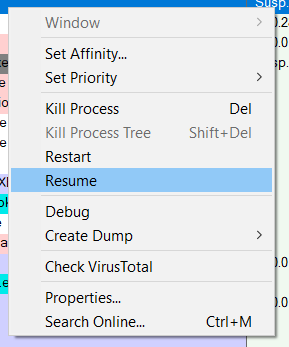 Window
Set Affinity...
Set Priority
Kill Process Del
Kill Process Tree Shift+Del
Restart
Resume
Debug
Create Dump
Check VirusTotal
Properties...
Search Online... Ctrl+M